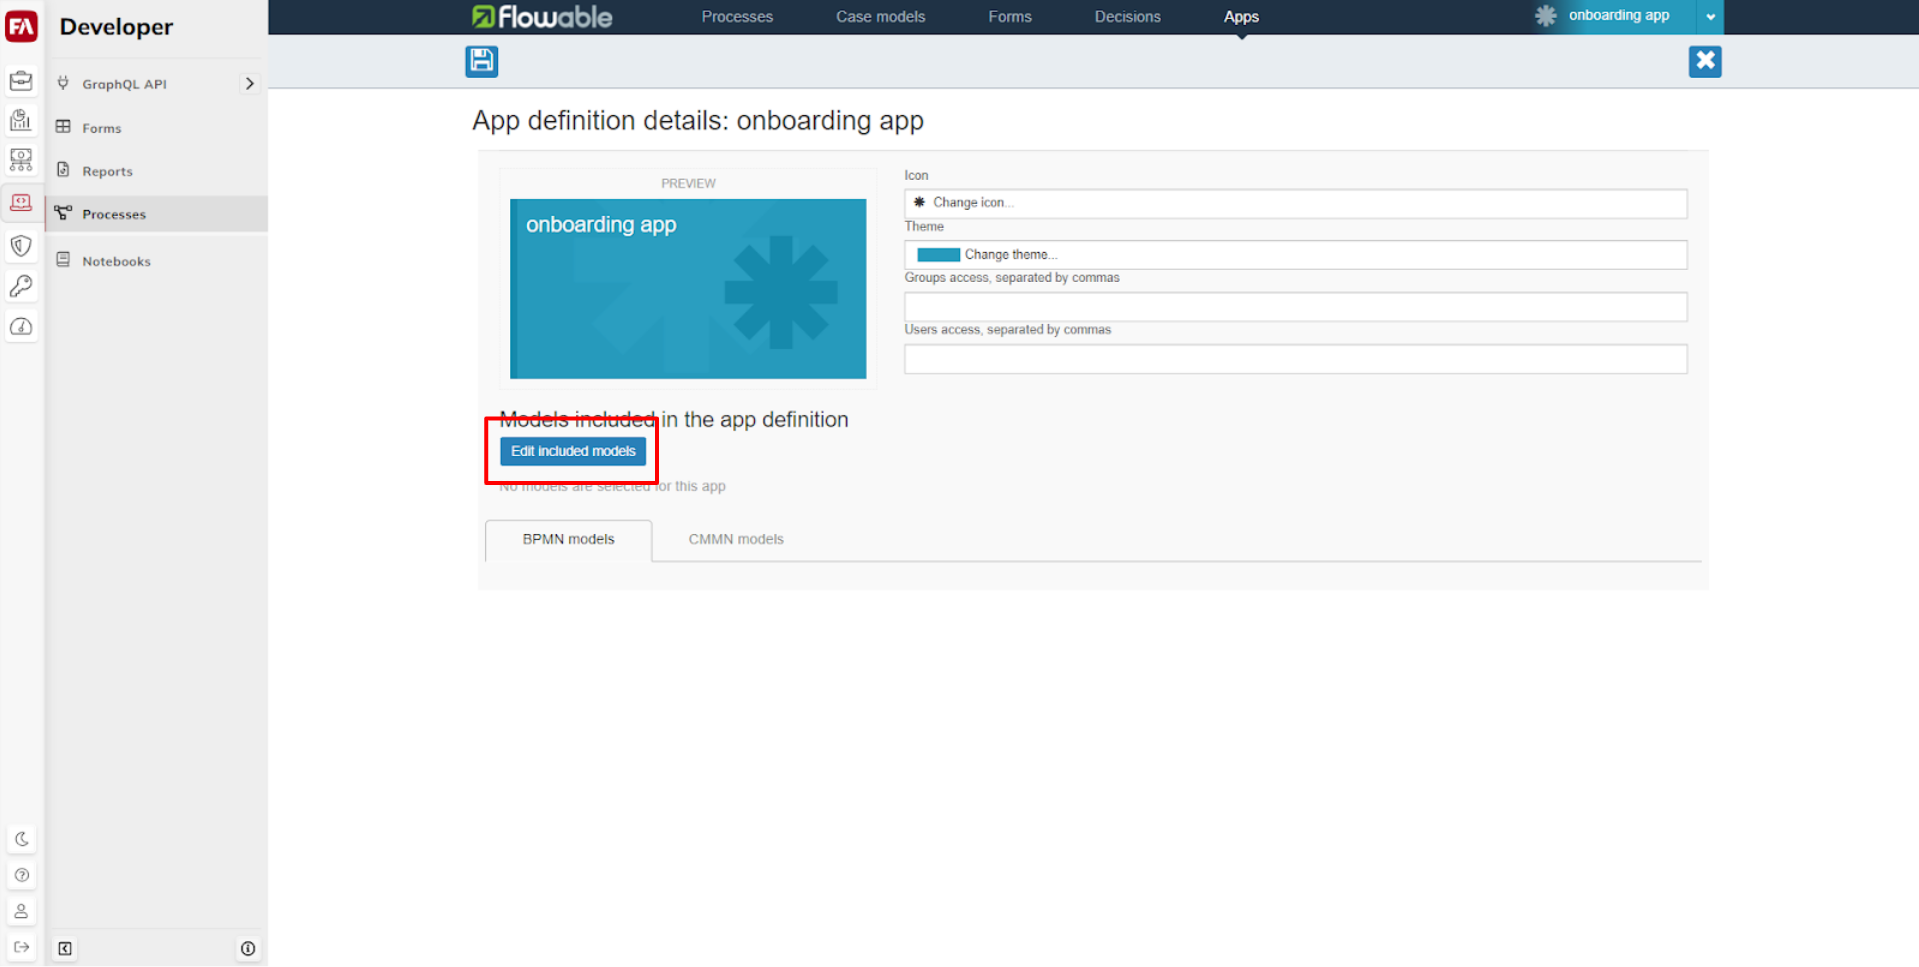 FA
Developer
GraphQL API
Forms
Reports
Processes
Notebooks
flowable
Processes
Case models
Forms
Decisions
Apps
onboarding app
App definition details: onboarding app
PREVIEW
onboarding app
Icon
Change icon...
Theme
Change theme...
Groups access, separated by commas
Users access, separated by commas
Models included in the app definition
Edit included models
No models are selected for this app
BPMN models
CMMN models